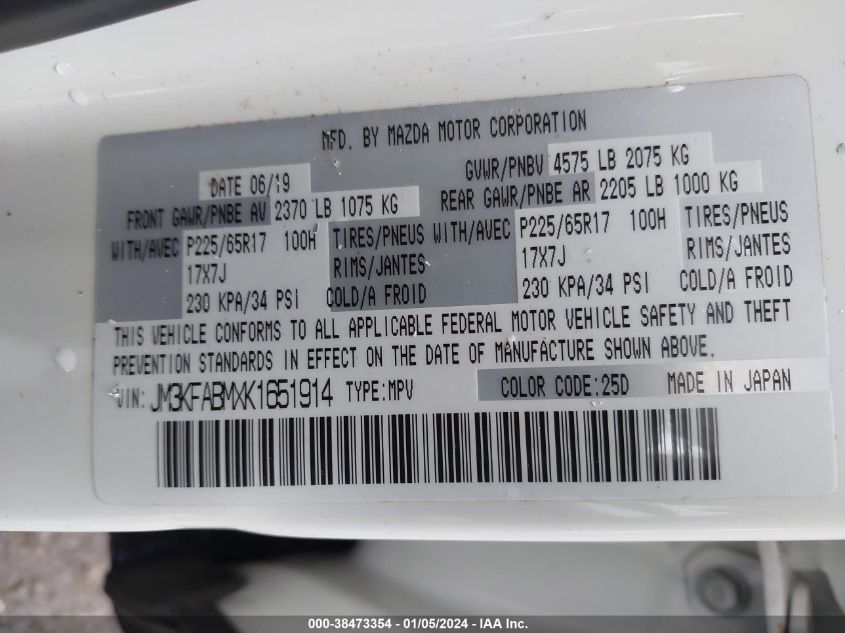 MFD. BY MAZDA MOTOR CORPORATION
DATE 06/19 GVWR/PNBV 4575 LB 2075 KG
FRONT GAWR/PNBE AV 2370 LB 1075 KG REAR GAWR/PNBE AR 2205 LB 1000 KG
WITH/AVEC P225/65R17 100H TIRES/PNEUS WITH/AVEC P225/65R17 100H TIRES/PNEUS
17X7J RIMS/JANTES 17X7J RIMS/JANTES
230 KPA/34 PSI COLD/A FROID 230 KPA/34 PSI COLD/A FROID
THIS VEHICLE CONFORMS TO ALL APPLICABLE FEDERAL MOTOR VEHICLE SAFETY AND THEFT
PREVENTION STANDARDS IN EFFECT ON THE DATE OF MANUFACTURE SHOWN ABOVE.
VIN: JM3KFABMXK1651914 TYPE:MPV COLOR CODE:25D MADE IN JAPAN
000-38473354 - 01/05/2024 - IAA Inc.